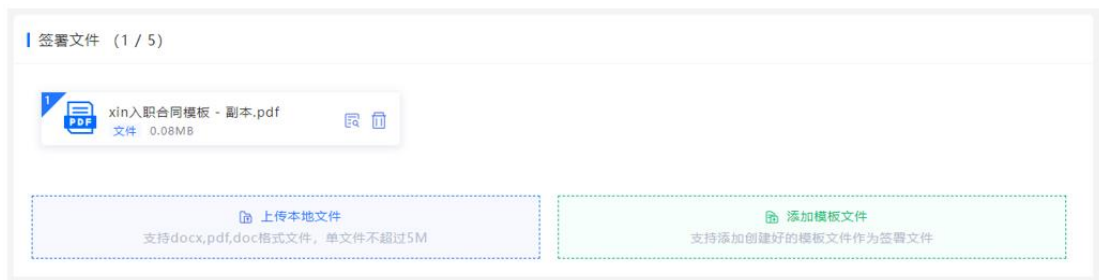 签署文件 (1 / 5)
1
PDF
xin入职合同模板 - 副本.pdf
文件 0.08MB
上传本地文件
支持docx,pdf,doc格式文件, 单文件不超过5M
添加模板文件
支持添加创建好的模板文件作为签署文件